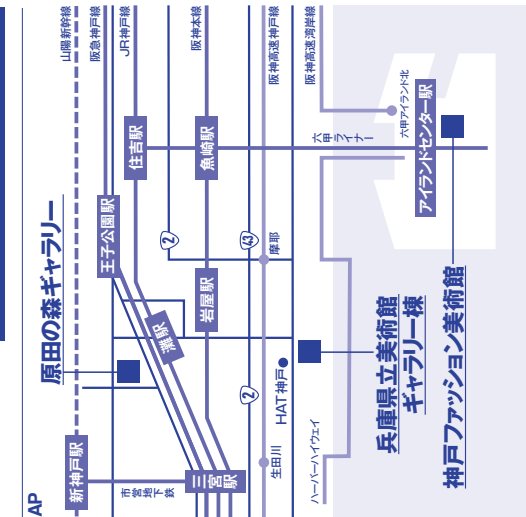 AP
山陽新幹線
阪急神戸線
JR神戸線
阪神本線
阪神高速神戸線
阪神高速湾岸線
六甲アイランド北
アイランドセンター駅
六甲ライナー
住吉駅
魚崎駅
王子公園駅
2
43
摩耶
原田の森ギャラリー
岩屋駅
灘駅
2
HAT神戸
兵庫県立美術館
ギャラリー棟
神戸ファッション美術館
新神戸駅
市営地下鉄
三宮駅
生田川
ハーバーハイウェイ